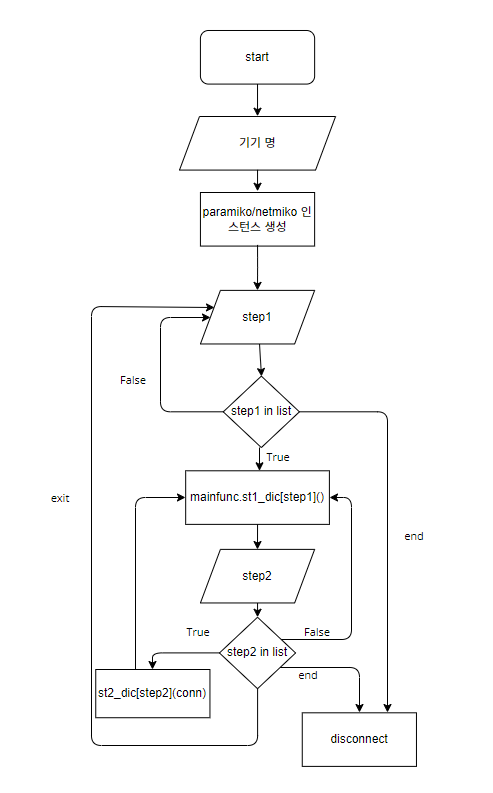 start
기기 명
paramiko/netmiko 인
스턴스 생성
step1
False
step1 in list
True
mainfunc.st1_dic[step1]()
exit
end
step2
True
False
step2 in list
end
st2_dic[step2](conn)
disconnect